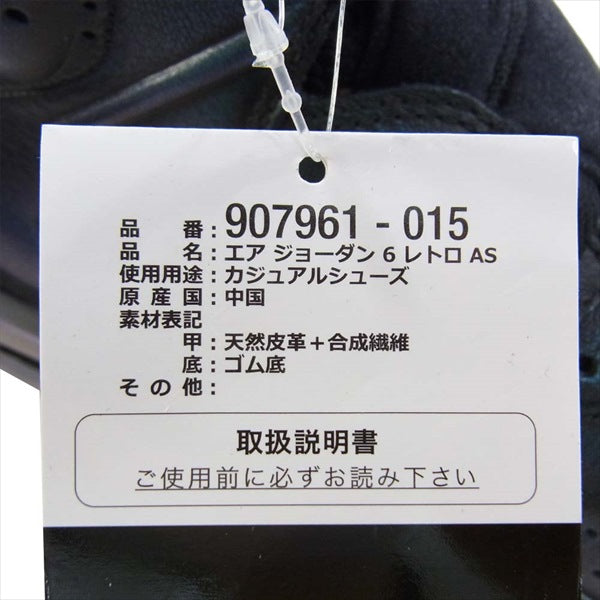 品番：907961 - 015
品名：エア ジョーダン 6 レトロ AS
使用用途：カジュアルシューズ
原産国：中国
素材表記
甲：天然皮革＋合成繊維
底：ゴム底
その他：
取扱説明書
ご使用前に必ずお読み下さい